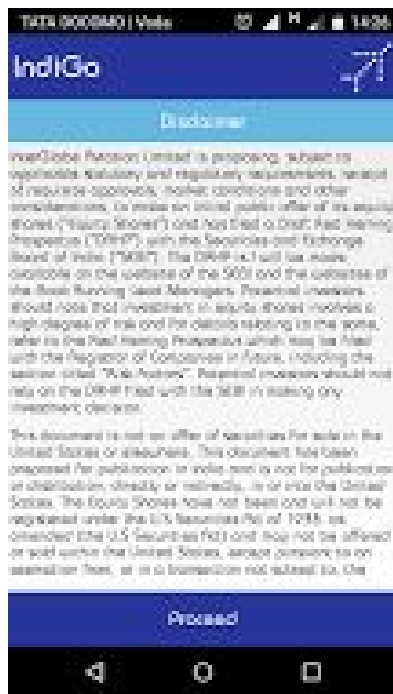 TATA DOCOMO | Voda H 14:26
IndiGo
Disclaimer
InterGlobe Aviation Limited is proposing, subject to
applicable statutory and regulatory requirements, receipt
of requisite approvals, market conditions and other
considerations, to make an initial public offer of its equity
shares ("Equity Shares") and has filed a Draft Red Herring
Prospectus ("DRHP") with the Securities and Exchange
Board of India ("SEBI"). The DRHP is / will be made
available on the website of the SEBI and the websites of
the Book Running Lead Managers. Potential investors
should note that investment in equity shares involves a
high degree of risk and for details relating to the same,
refer to the Red Herring Prospectus which may be filed
with the Registrar of Companies in future, including the
section titled "Risk Factors". Potential investors should not
rely on the DRHP filed with the SEBI in making any
investment decision.
This document is not an offer of securities for sale in the
United States or elsewhere. This document has been
prepared for publication in India and is not for publication
or distribution, directly or indirectly, in or into the United
States. The Equity Shares have not been and will not be
registered under the U.S Securities Act of 1933, as
amended (the U.S Securities Act) and may not be offered
or sold within the United States, except pursuant to an
exemption from, or in a transaction not subject to, the
Proceed